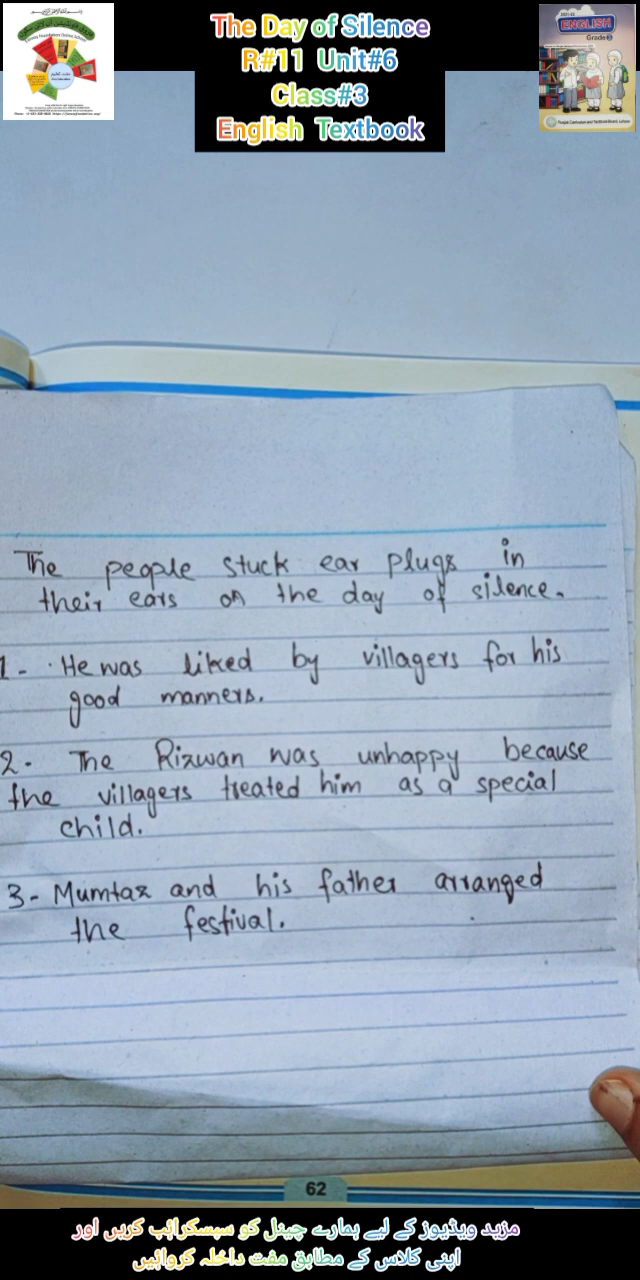 The Day of Silence
R#11 Unit#6
Class#3
English Textbook
ENGLISH
Grade 3
The people stuck ear plugs in
their ears on the day of silence.
1- He was liked by villagers for his
good manners.
2- The Rizwan was unhappy because
the villagers treated him as a special
child.
3- Mumtaz and his father arranged
the festival.
62
مزید ویڈیوز کے لیے ہمارے چینل کو سبسکرائب کریں اور
اپنی کلاس کے مطابق مفت داخلہ کروائیں